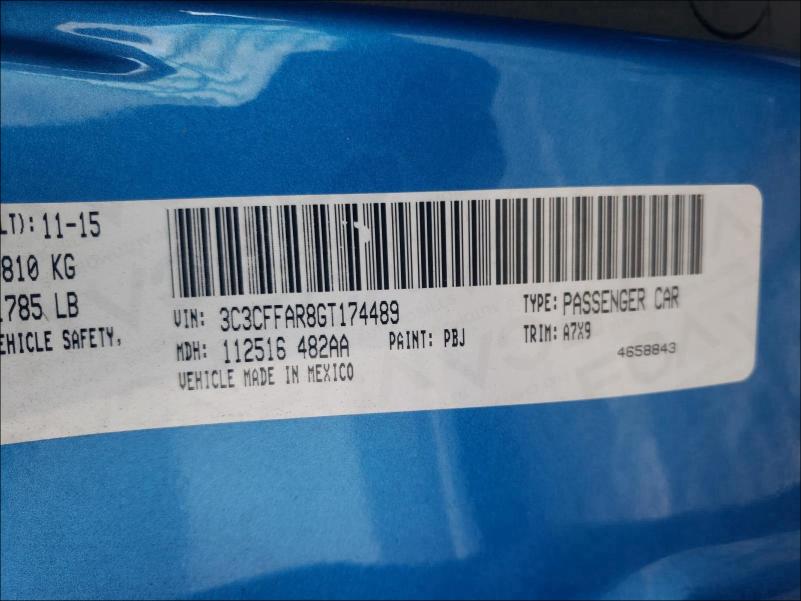 LT): 11-15
810 KG
785 LB
EHICLE SAFETY,
VIN: 3C3CFFAR8GT174489
TYPE: PASSENGER CAR
MDH: 112516 482AA
PAINT: PBJ
TRIM: A7X9
VEHICLE MADE IN MEXICO
4658843